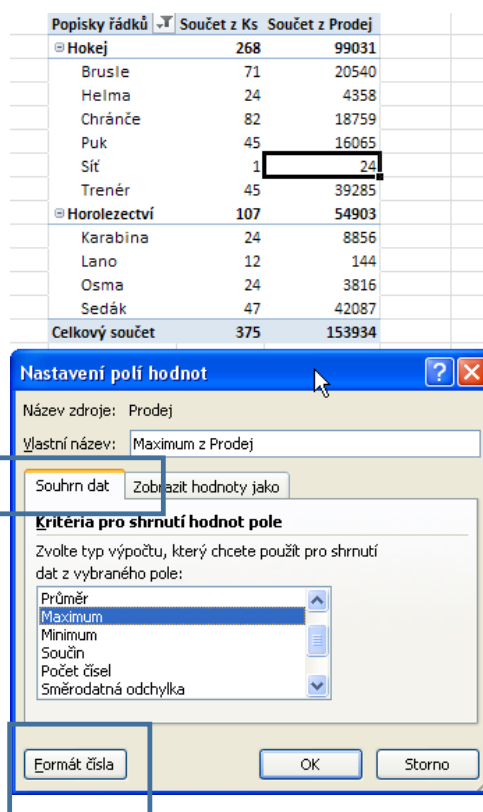 Popisky řádků Součet z Ks Součet z Prodej
Hokej 268 99031
Brusle 71 20540
Helma 24 4358
Chránče 82 18759
Puk 45 16065
Síť 1 24
Trenér 45 39285
Horolezectví 107 54903
Karabina 24 8856
Lano 12 144
Osma 24 3816
Sedák 47 42087
Celkový součet 375 153934
Nastavení polí hodnot
Název zdroje: Prodej
Vlastní název: Maximum z Prodej
Souhrn dat Zobrazit hodnoty jako
Kritéria pro shrnutí hodnot pole
Zvolte typ výpočtu, který chcete použít pro shrnutí
dat z vybraného pole:
Průměr
Maximum
Minimum
Součin
Počet čísel
Směrodatná odchylka
Formát čísla OK Storno